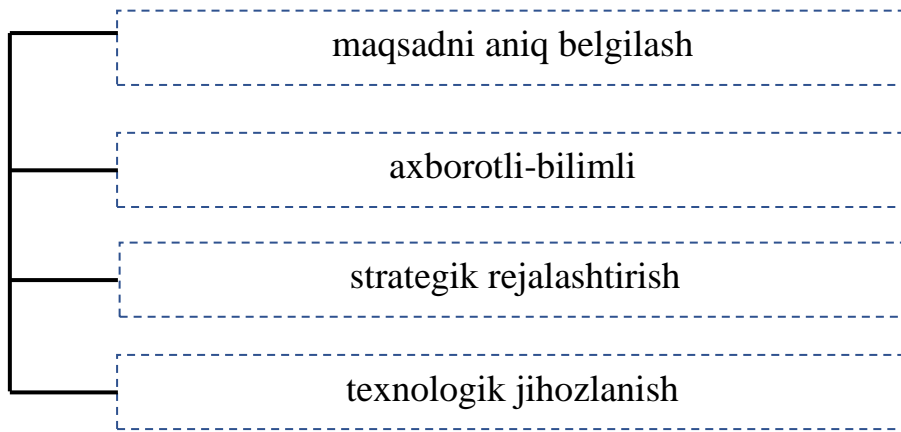 maqsadni aniq belgilash
axborotli-bilimli
strategik rejalashtirish
texnologik jihozlanish